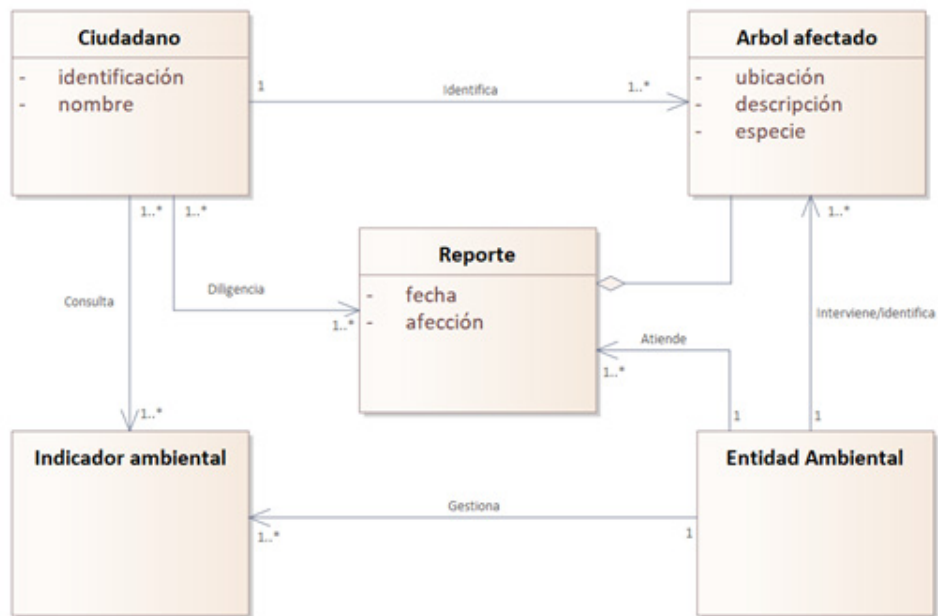 Ciudadano
- identificación
- nombre
Arbol afectado
- ubicación
- descripción
- especie
1
Identifica
1..*
1..*
1..*
1..*
Reporte
- fecha
- afección
Consulta
Diligencia
1..*
Interviene/identifica
Atiende
1..*
1..*
1
1
Indicador ambiental
Entidad Ambiental
Gestiona
1..*
1